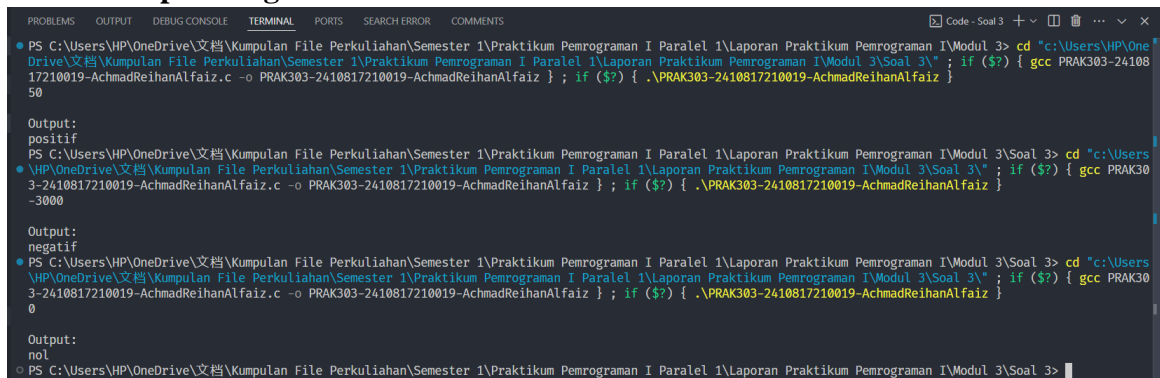 PROBLEMS OUTPUT DEBUG CONSOLE TERMINAL PORTS SEARCH ERROR COMMENTS Code - Soal 3
PS C:\Users\HP\OneDrive\文档\Kumpulan File Perkuliahan\Semester 1\Praktikum Pemrograman I Paralel 1\Laporan Praktikum Pemrograman I\Modul 3> cd "c:\Users\HP\One
Drive\文档\Kumpulan File Perkuliahan\Semester 1\Praktikum Pemrograman I Paralel 1\Laporan Praktikum Pemrograman I\Modul 3\Soal 3\" ; if ($?) { gcc PRAK303-24108
17210019-AchmadReihanAlfaiz.c -o PRAK303-2410817210019-AchmadReihanAlfaiz } ; if ($?) { .\PRAK303-2410817210019-AchmadReihanAlfaiz }
50
Output:
positif
PS C:\Users\HP\OneDrive\文档\Kumpulan File Perkuliahan\Semester 1\Praktikum Pemrograman I Paralel 1\Laporan Praktikum Pemrograman I\Modul 3\Soal 3> cd "c:\Users
\HP\OneDrive\文档\Kumpulan File Perkuliahan\Semester 1\Praktikum Pemrograman I Paralel 1\Laporan Praktikum Pemrograman I\Modul 3\Soal 3\" ; if ($?) { gcc PRAK30
3-2410817210019-AchmadReihanAlfaiz.c -o PRAK303-2410817210019-AchmadReihanAlfaiz } ; if ($?) { .\PRAK303-2410817210019-AchmadReihanAlfaiz }
-3000
Output:
negatif
PS C:\Users\HP\OneDrive\文档\Kumpulan File Perkuliahan\Semester 1\Praktikum Pemrograman I Paralel 1\Laporan Praktikum Pemrograman I\Modul 3\Soal 3> cd "c:\Users
\HP\OneDrive\文档\Kumpulan File Perkuliahan\Semester 1\Praktikum Pemrograman I Paralel 1\Laporan Praktikum Pemrograman I\Modul 3\Soal 3\" ; if ($?) { gcc PRAK30
3-2410817210019-AchmadReihanAlfaiz.c -o PRAK303-2410817210019-AchmadReihanAlfaiz } ; if ($?) { .\PRAK303-2410817210019-AchmadReihanAlfaiz }
0
Output:
nol
PS C:\Users\HP\OneDrive\文档\Kumpulan File Perkuliahan\Semester 1\Praktikum Pemrograman I Paralel 1\Laporan Praktikum Pemrograman I\Modul 3\Soal 3>